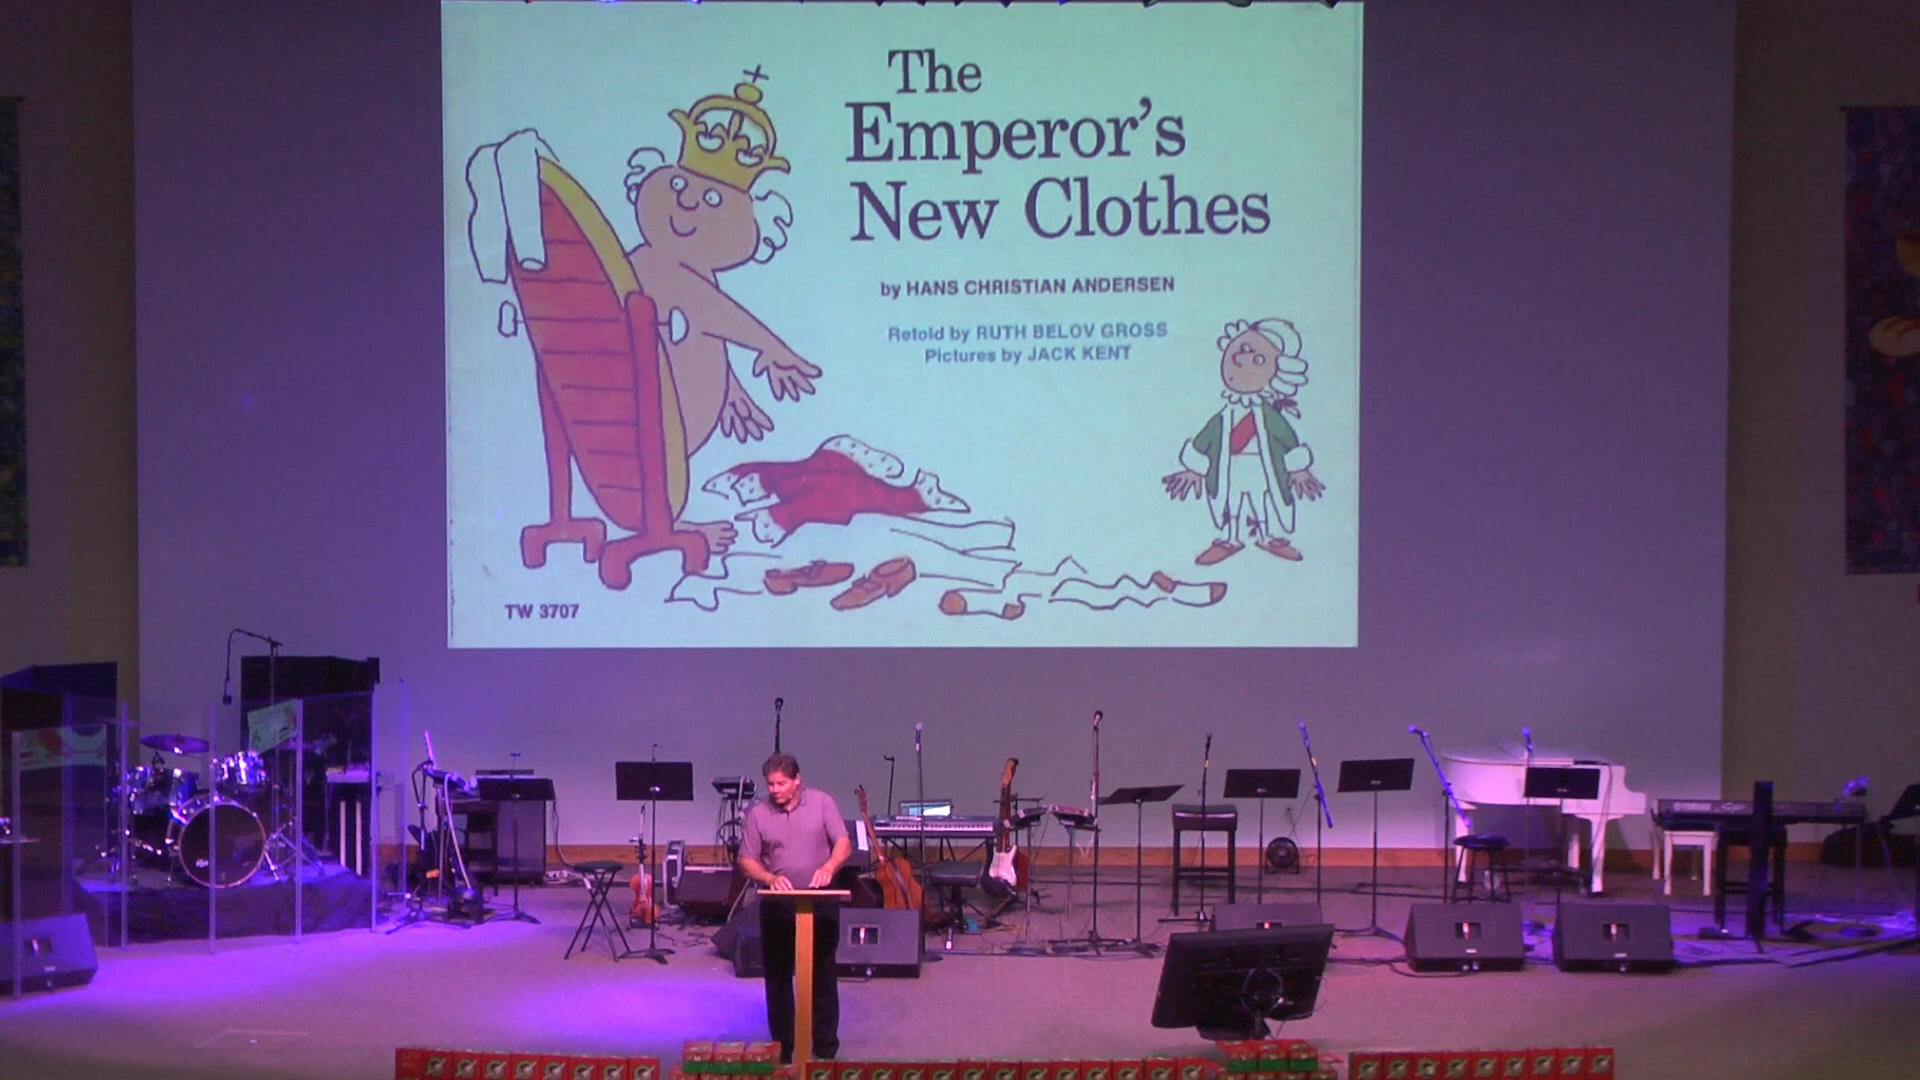 The
Emperor's
New Clothes
by HANS CHRISTIAN ANDERSEN
Retold by RUTH BELOV GROSS
Pictures by JACK KENT
TW 3707